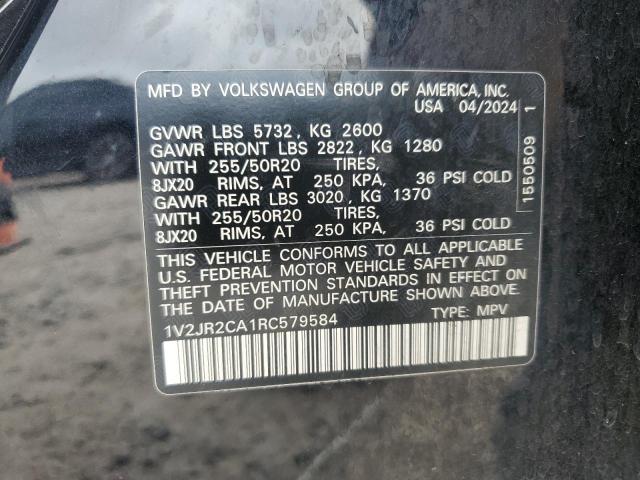 MFD BY VOLKSWAGEN GROUP OF AMERICA, INC.
USA 04/2024
GVWR LBS 5732, KG 2600
GAWR FRONT LBS 2822, KG 1280
WITH 255/50R20 TIRES,
8JX20 RIMS, AT 250 KPA, 36 PSI COLD
GAWR REAR LBS 3020, KG 1370
WITH 255/50R20 TIRES,
8JX20 RIMS, AT 250 KPA, 36 PSI COLD
THIS VEHICLE CONFORMS TO ALL APPLICABLE
U.S. FEDERAL MOTOR VEHICLE SAFETY AND
THEFT PREVENTION STANDARDS IN EFFECT ON
THE DATE OF MANUFACTURE SHOWN ABOVE.
1V2JR2CA1RC579584 TYPE: MPV
1550509 1